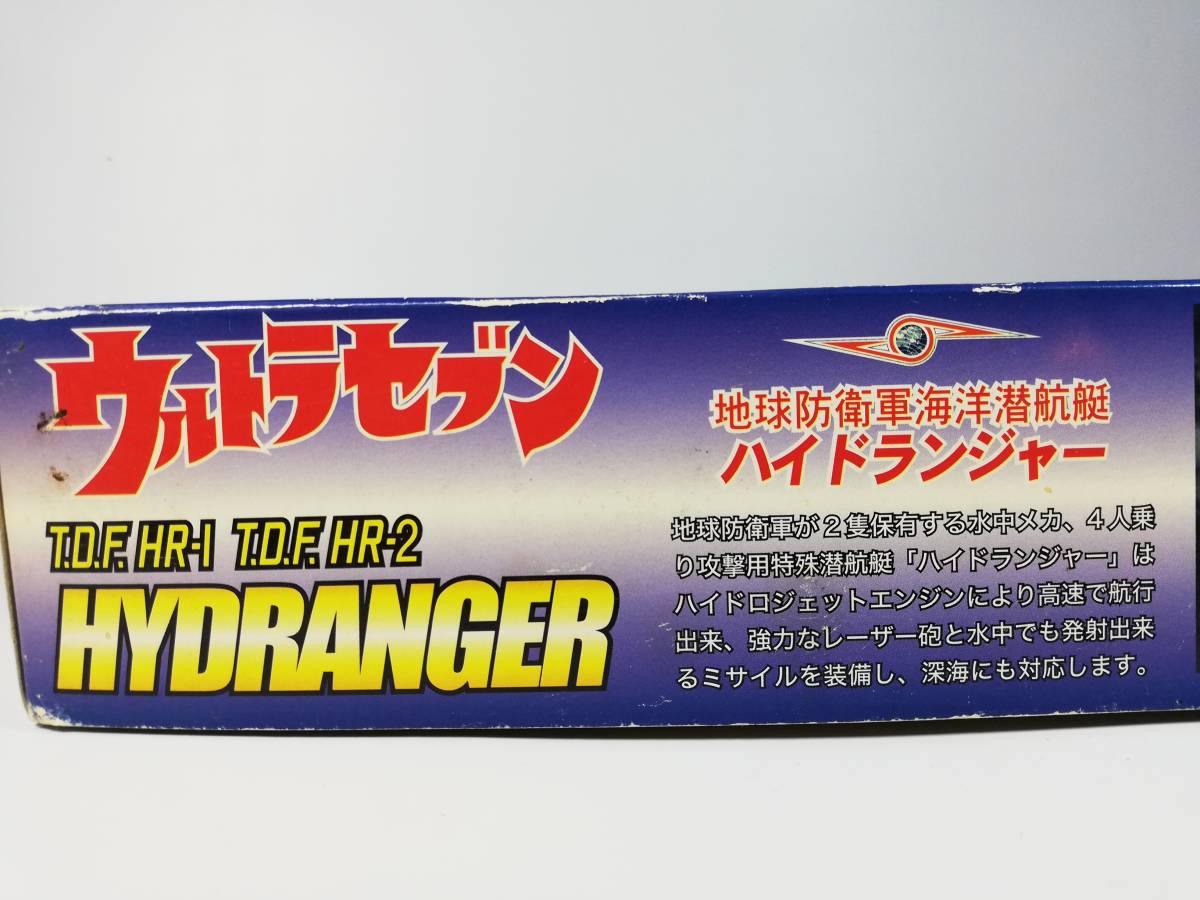 ウルトラセブン
T.D.F. HR-1 T.D.F. HR-2
HYDRANGER
地球防衛軍海洋潜航艇
ハイドランジャー
地球防衛軍が2隻保有する水中メカ、4人乗
り攻撃用特殊潜航艇「ハイドランジャー」は
ハイドロジェットエンジンにより高速で航行
出来、強力なレーザー砲と水中でも発射出来
るミサイルを装備し、深海にも対応します。